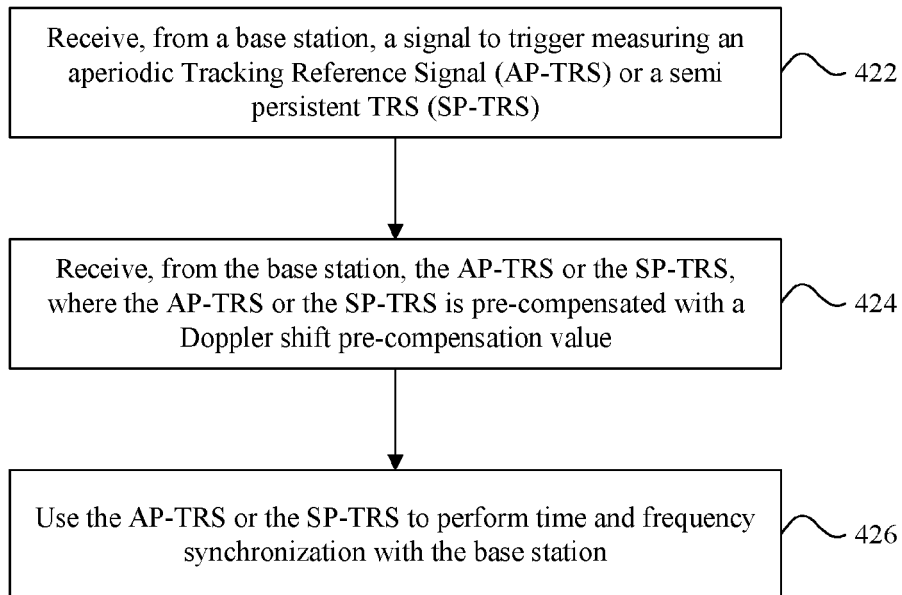 Receive, from a base station, a signal to trigger measuring an
aperiodic Tracking Reference Signal (AP-TRS) or a semi
persistent TRS (SP-TRS)
422
Receive, from the base station, the AP-TRS or the SP-TRS,
where the AP-TRS or the SP-TRS is pre-compensated with a
Doppler shift pre-compensation value
424
Use the AP-TRS or the SP-TRS to perform time and frequency
synchronization with the base station
426